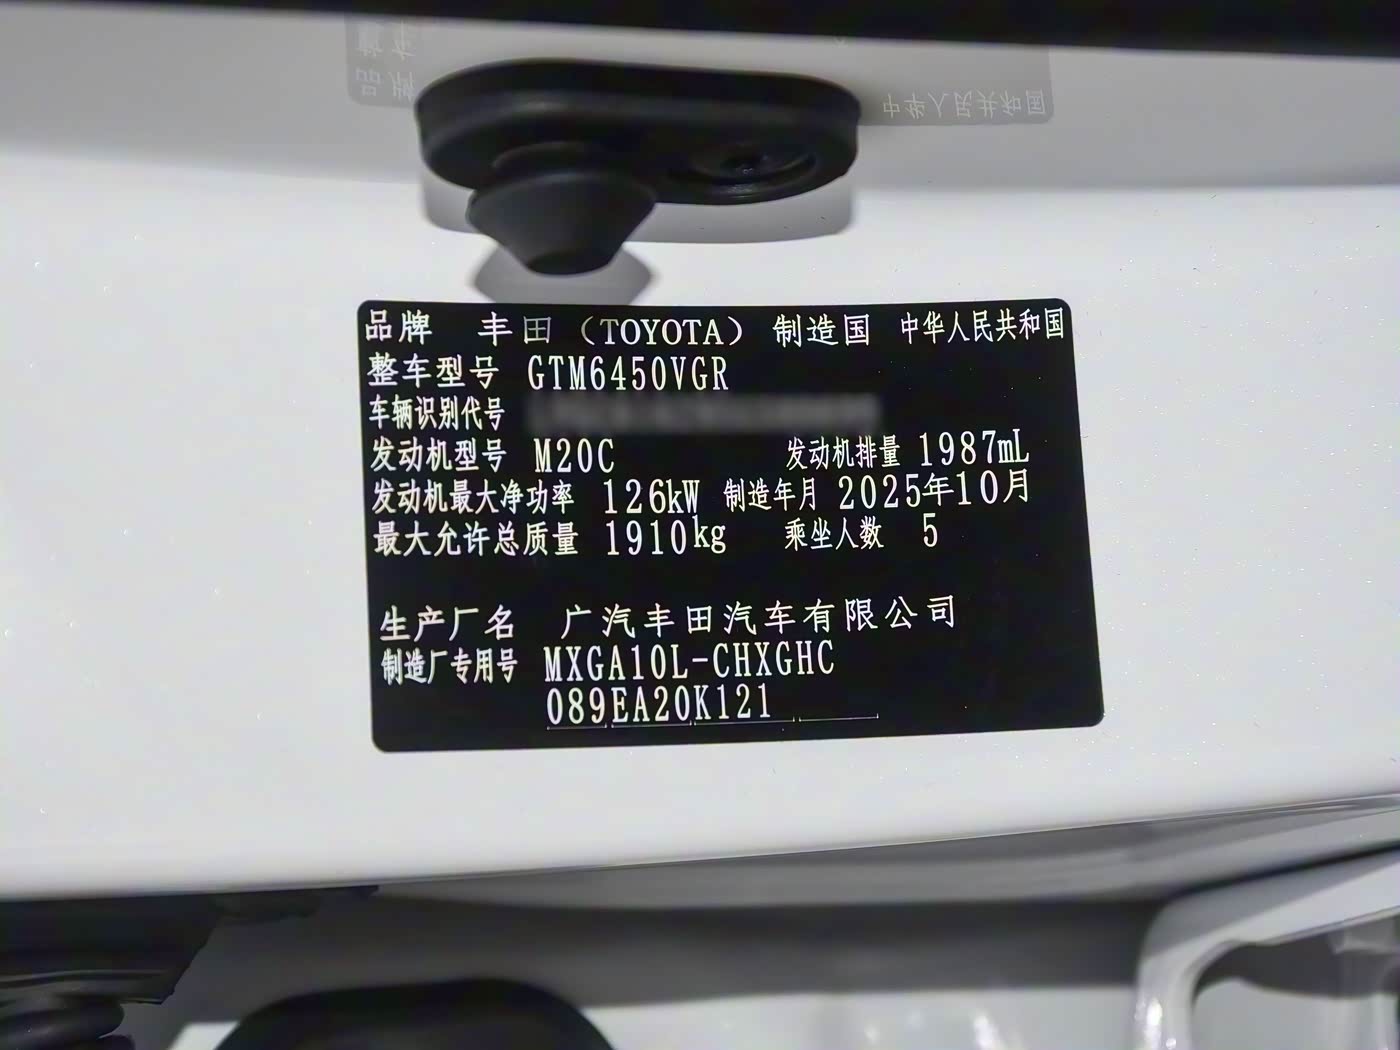 品牌 丰田（TOYOTA） 制造国 中华人民共和国
整车型号 GTM6450VGR
车辆识别代号
发动机型号 M20C 发动机排量 1987mL
发动机最大净功率 126kW 制造年月 2025年10月
最大允许总质量 1910kg 乘坐人数 5
生产厂名 广汽丰田汽车有限公司
制造厂专用号 MXGA10L-CHXGHC
089EA20K121